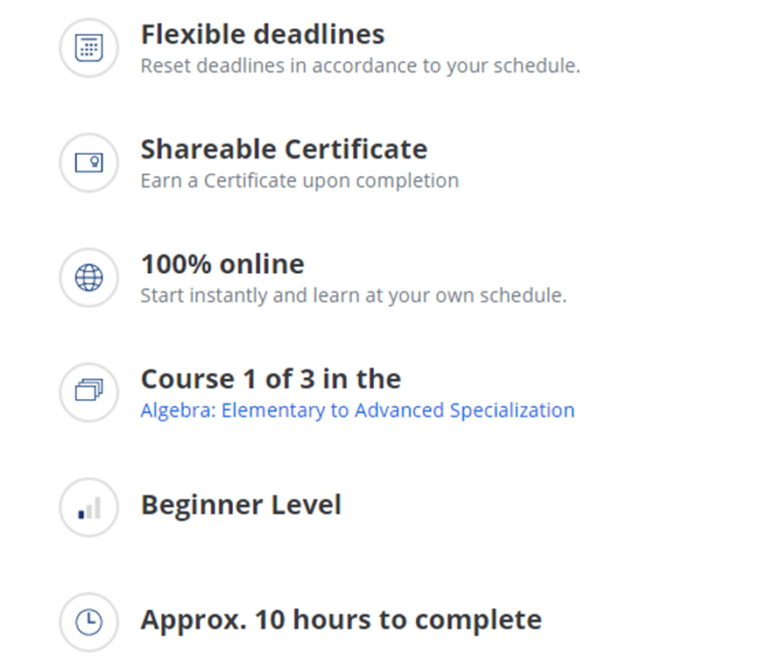 Flexible deadlines
Reset deadlines in accordance to your schedule.
Shareable Certificate
Earn a Certificate upon completion
100% online
Start instantly and learn at your own schedule.
Course 1 of 3 in the
Algebra: Elementary to Advanced Specialization
Beginner Level
Approx. 10 hours to complete